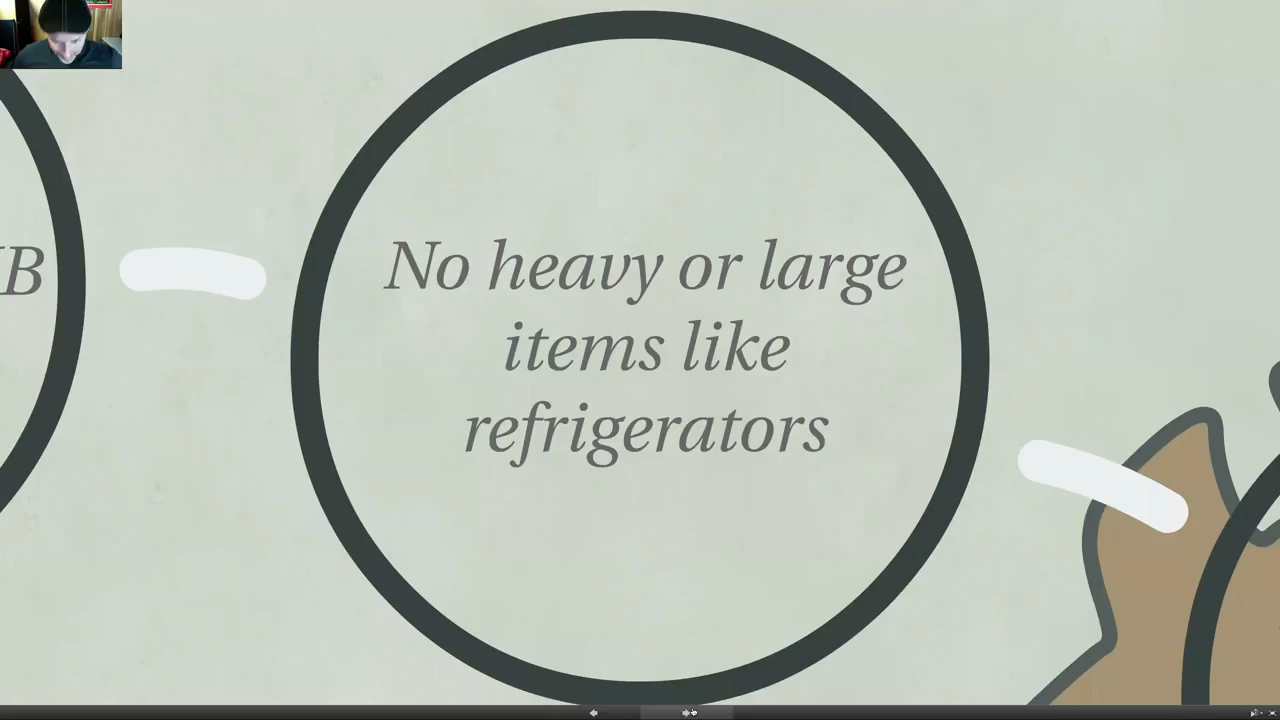 No heavy or large
items like
refrigerators